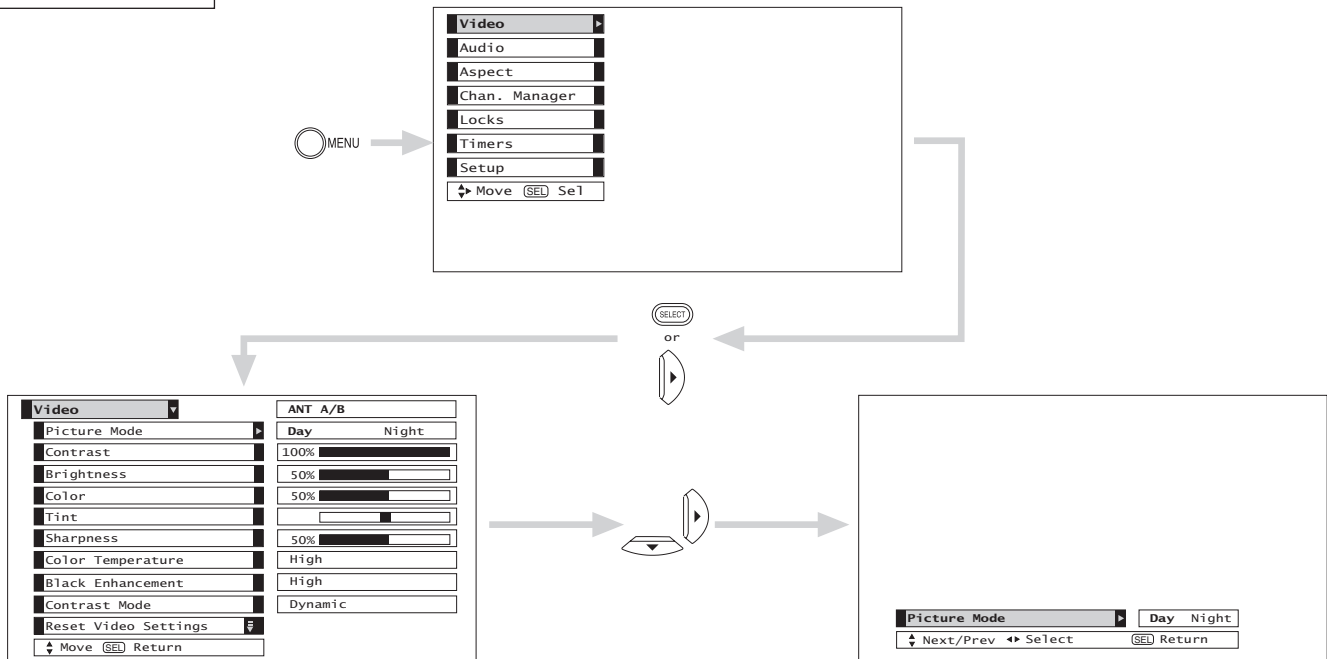 Video
Audio
Aspect
Chan. Manager
Locks
Timers
Setup
Move SEL Sel
MENU
SELECT
or
Video
ANT A/B
Picture Mode
Day Night
Contrast
100%
Brightness
50%
Color
50%
Tint
Sharpness
50%
Color Temperature
High
Black Enhancement
High
Contrast Mode
Dynamic
Reset Video Settings
Move SEL Return
Picture Mode
Day Night
Next/Prev Select SEL Return